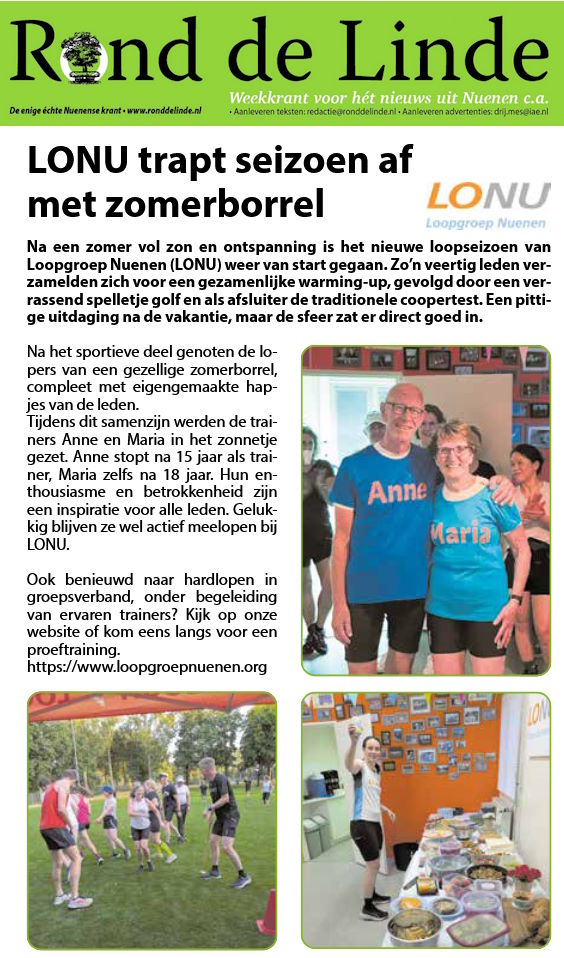 Rond de Linde
Weekkrant voor hét nieuws uit Nuenen c.a.
De enige échte Nuenense krant • www.ronddelinde.nl
• Aanleveren teksten: redactie@ronddelinde.nl • Aanleveren advertenties: drij.mes@iae.nl
LONU trapt seizoen af
met zomerborrel
LONU
Loopgroep Nuenen
Na een zomer vol zon en ontspanning is het nieuwe loopseizoen van
Loopgroep Nuenen (LONU) weer van start gegaan. Zo’n veertig leden ver-
zamelden zich voor een gezamenlijke warming-up, gevolgd door een ver-
rassend spelletje golf en als afsluiter de traditionele coopertest. Een pitti-
ge uitdaging na de vakantie, maar de sfeer zat er direct goed in.
Na het sportieve deel genoten de lo-
pers van een gezellige zomerborrel,
compleet met eigengemaakte hap-
jes van de leden.
Tijdens dit samenzijn werden de trai-
ners Anne en Maria in het zonnetje
gezet. Anne stopt na 15 jaar als trai-
ner, Maria zelfs na 18 jaar. Hun en-
thousiasme en betrokkenheid zijn
een inspiratie voor alle leden. Geluk-
kig blijven ze wel actief meelopen bij
LONU.
Ook benieuwd naar hardlopen in
groepsverband, onder begeleiding
van ervaren trainers? Kijk op onze
website of kom eens langs voor een
proeftraining.
https://www.loopgroepnuenen.org
Anne
Maria
LONU